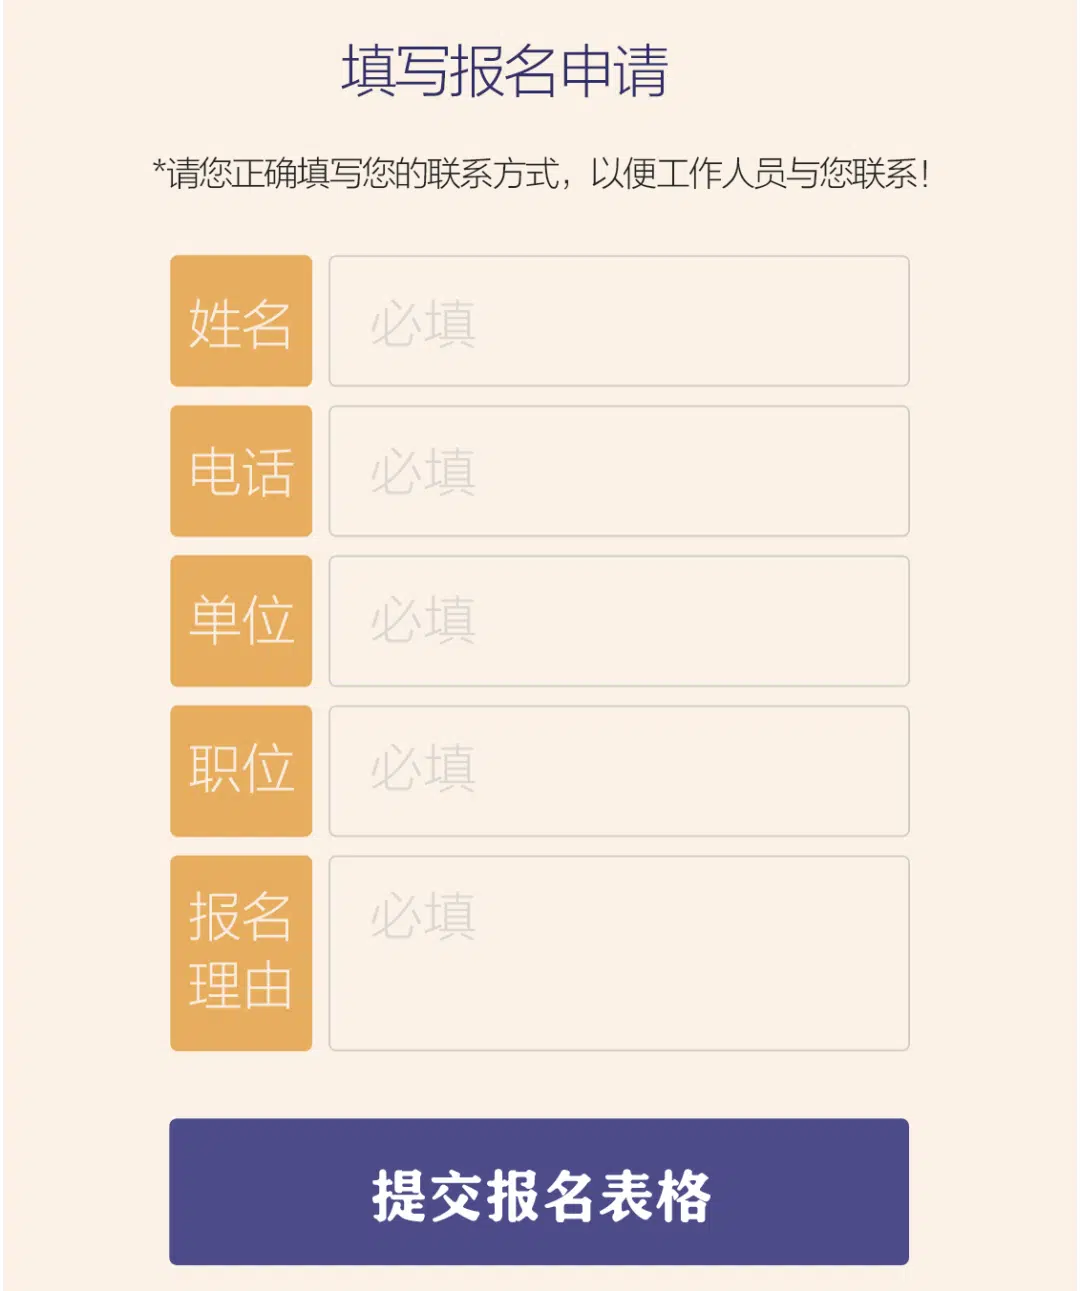 填写报名申请
*请您正确填写您的联系方式，以便工作人员与您联系！
姓名
必填
电话
必填
单位
必填
职位
必填
报名
理由
必填
提交报名表格